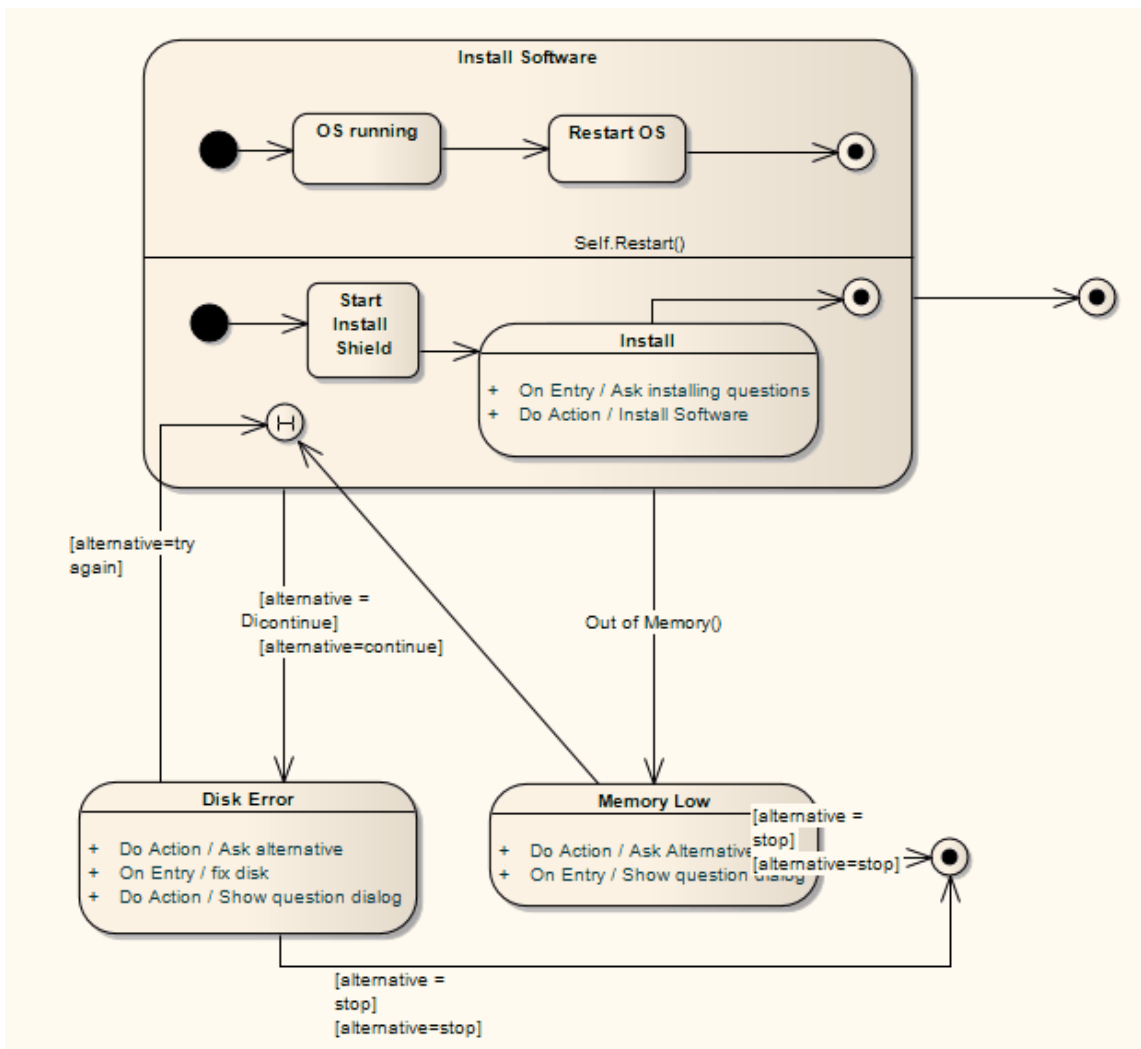 Install Software
OS running
Restart OS
Self.Restart()
Start
Install
Shield
Install
+ On Entry / Ask installing questions
+ Do Action / Install Software
H
[alternative=try
again]
[alternative =
Dicontinue]
[alternative=continue]
Out of Memory()
Disk Error
+ Do Action / Ask alternative
+ On Entry / fix disk
+ Do Action / Show question dialog
Memory Low
+ Do Action / Ask Alternative
+ On Entry / Show question dialog
[alternative =
stop]
[alternative=stop]
[alternative =
stop]
[alternative=stop]